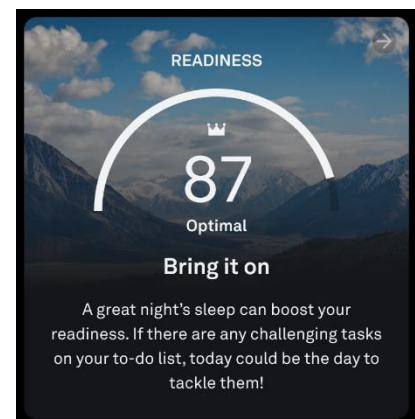 READINESS
87
Optimal
Bring it on
A great night's sleep can boost your
readiness. If there are any challenging tasks
on your to-do list, today could be the day to
tackle them!